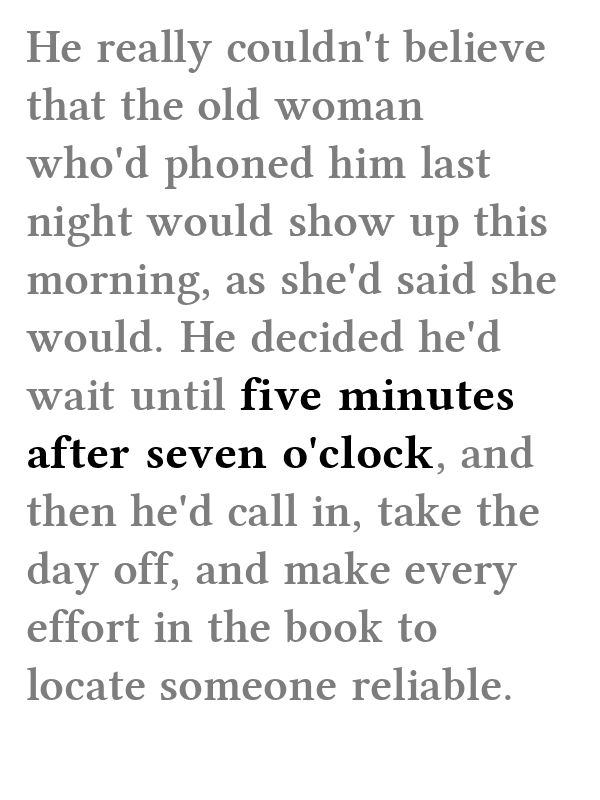 He really couldn't believe
that the old woman
who'd phoned him last
night would show up this
morning, as she'd said she
would. He decided he'd
wait until five minutes
after seven o'clock, and
then he'd call in, take the
day off, and make every
effort in the book to
locate someone reliable.